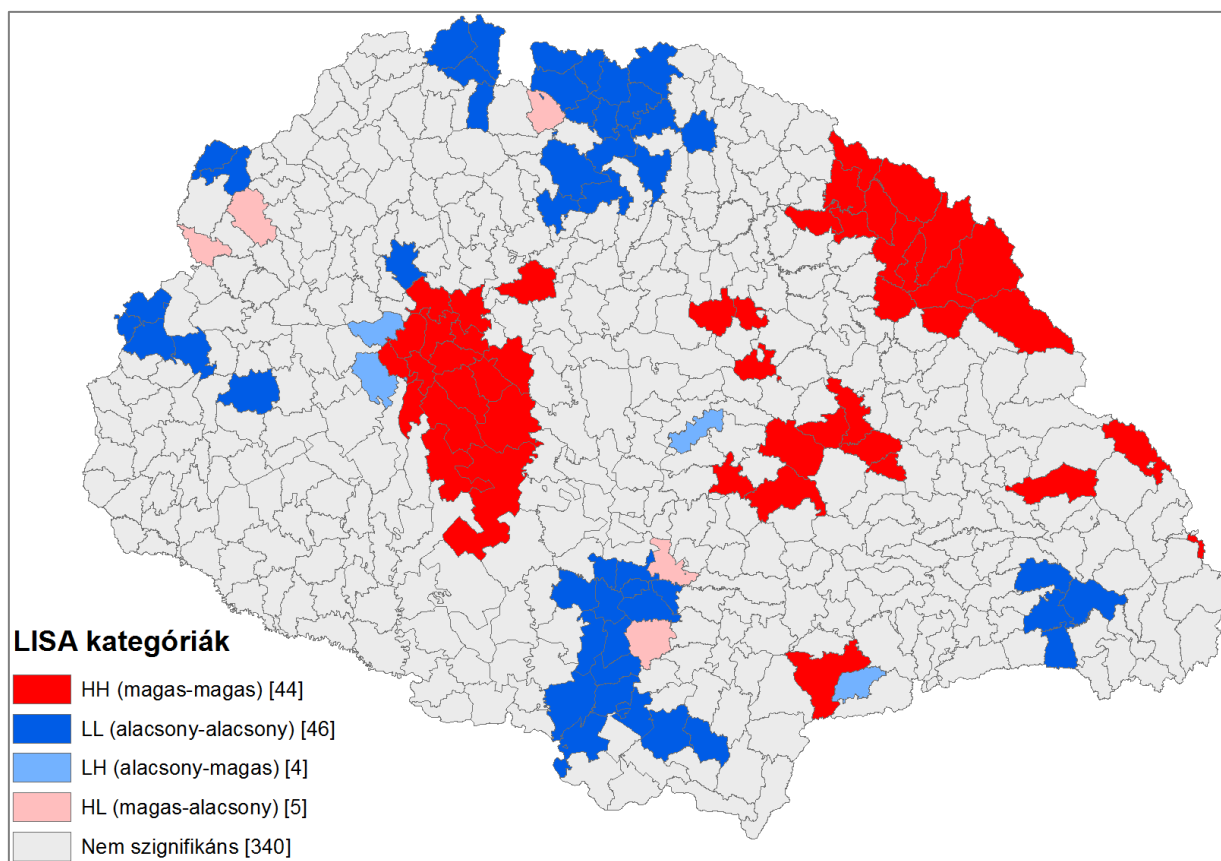 LISA kategóriák
HH (magas-magas) [44]
LL (alacsony-alacsony) [46]
LH (alacsony-magas) [4]
HL (magas-alacsony) [5]
Nem szignifikáns [340]